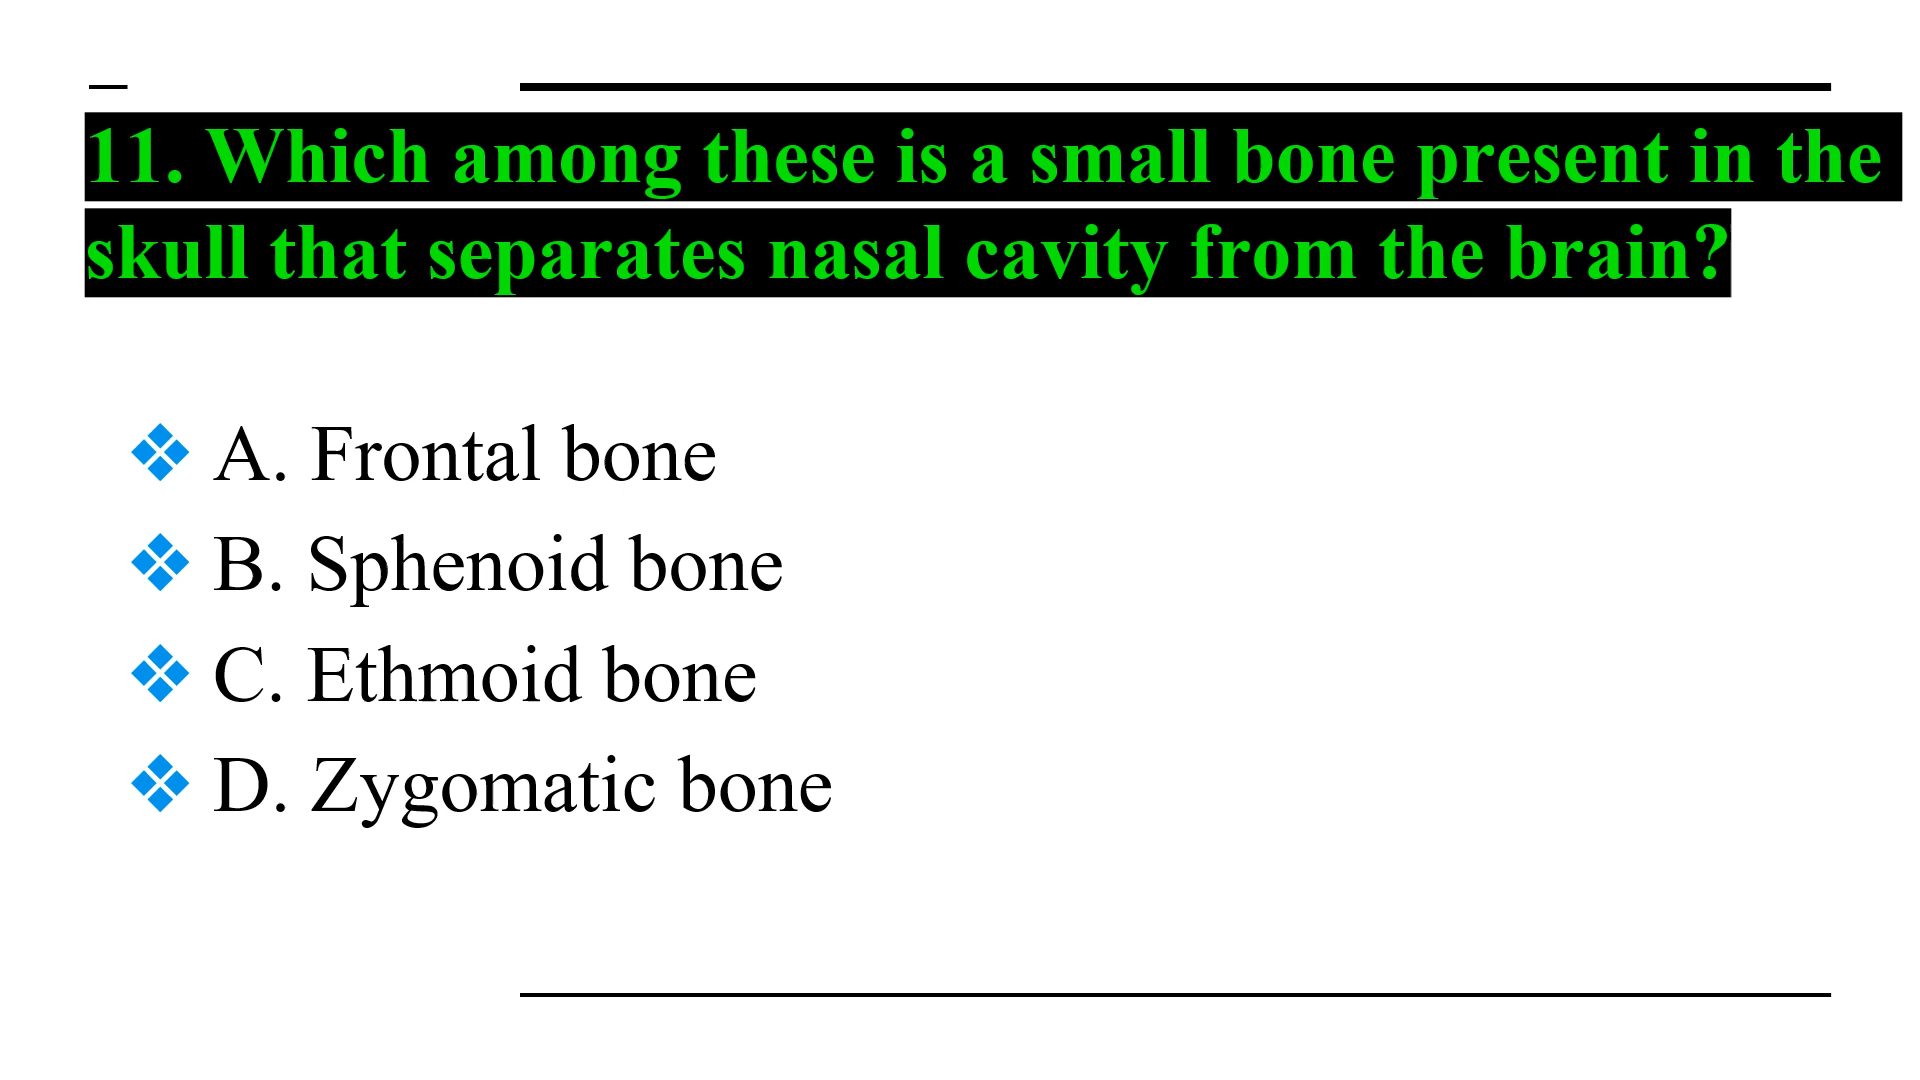 11. Which among these is a small bone present in the
skull that separates nasal cavity from the brain?
❖ A. Frontal bone
❖ B. Sphenoid bone
❖ C. Ethmoid bone
❖ D. Zygomatic bone